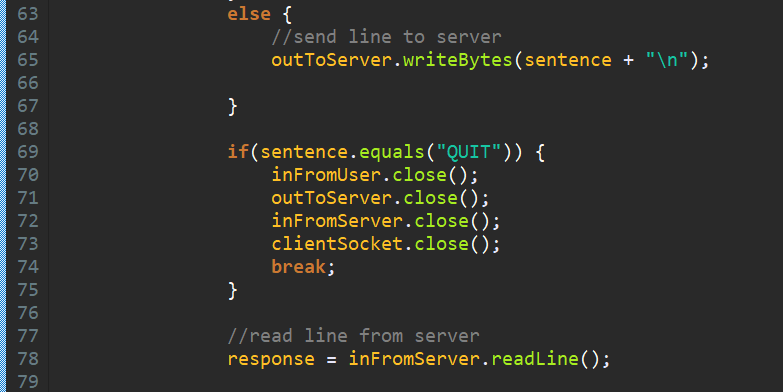 63 else {
64 //send line to server
65 outToServer.writeBytes(sentence + "\n");
66
67 }
68
69 if(sentence.equals("QUIT")) {
70 inFromUser.close();
71 outToServer.close();
72 inFromServer.close();
73 clientSocket.close();
74 break;
75 }
76
77 //read line from server
78 response = inFromServer.readLine();
79